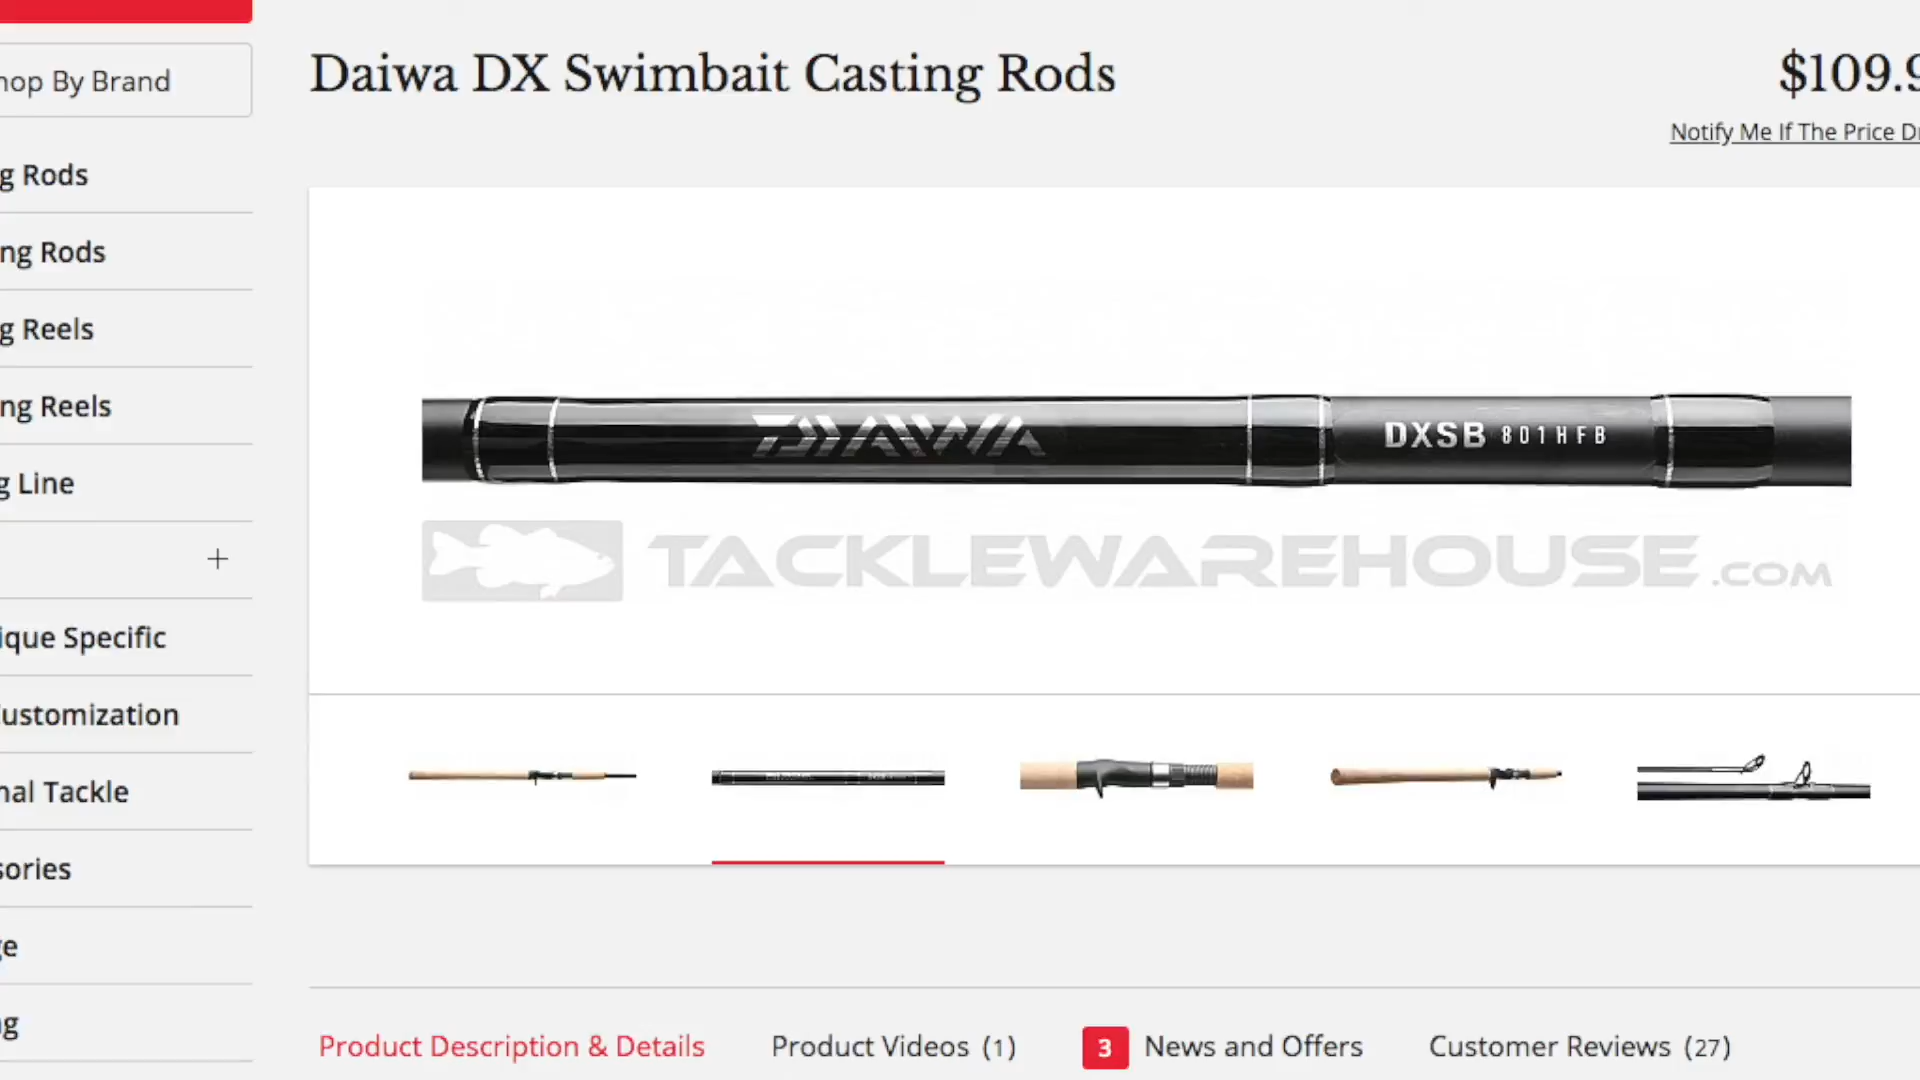 hop By Brand
g Rods
ng Rods
g Reels
ng Reels
g Line
+
ique Specific
ustomization
nal Tackle
sories
ge
g
Daiwa DX Swimbait Casting Rods
$109.9
Notify Me If The Price Dr
DAIWA
DXSB 801HFB
TACKLEWAREHOUSE.COM
Product Description & Details
Product Videos (1)
3 News and Offers
Customer Reviews (27)